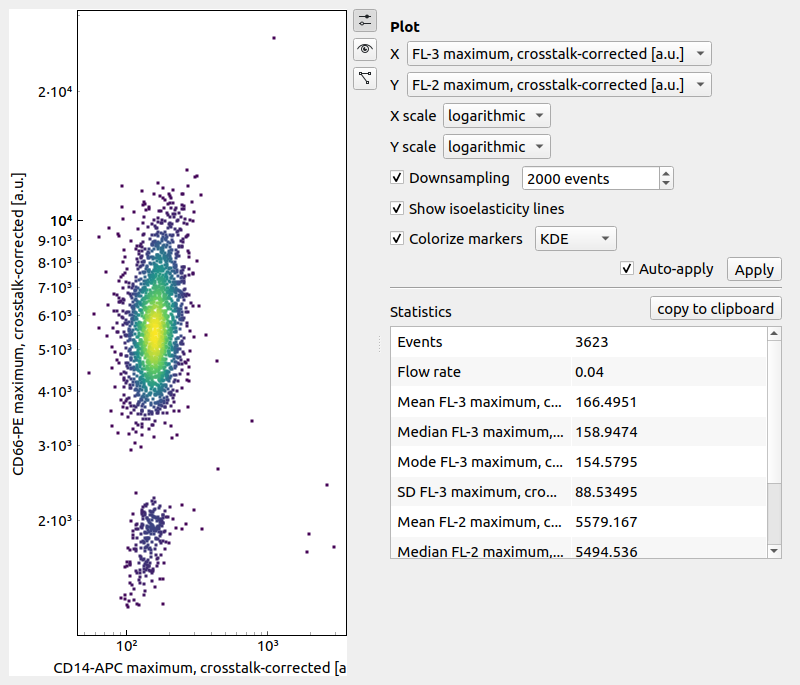 2·10⁴
10⁴
9·10³
8·10³
7·10³
6·10³
5·10³
4·10³
3·10³
2·10³
CD66-PE maximum, crosstalk-corrected [a.u.]
10² 10³
CD14-APC maximum, crosstalk-corrected [a
Plot
X FL-3 maximum, crosstalk-corrected [a.u.]
Y FL-2 maximum, crosstalk-corrected [a.u.]
X scale logarithmic
Y scale logarithmic
Downsampling 2000 events
Show isoelasticity lines
Colorize markers KDE
Auto-apply Apply
Statistics copy to clipboard
Events 3623
Flow rate 0.04
Mean FL-3 maximum, c... 166.4951
Median FL-3 maximum,... 158.9474
Mode FL-3 maximum, c... 154.5795
SD FL-3 maximum, cro... 88.53495
Mean FL-2 maximum, c... 5579.167
Median FL-2 maximum,... 5494.536